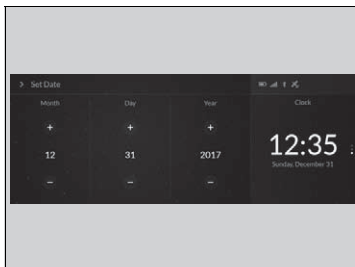 Set Date
Month
Day
Year
Clock
+
+
+
12
31
2017
12:35
Sunday, December 31
−
−
−